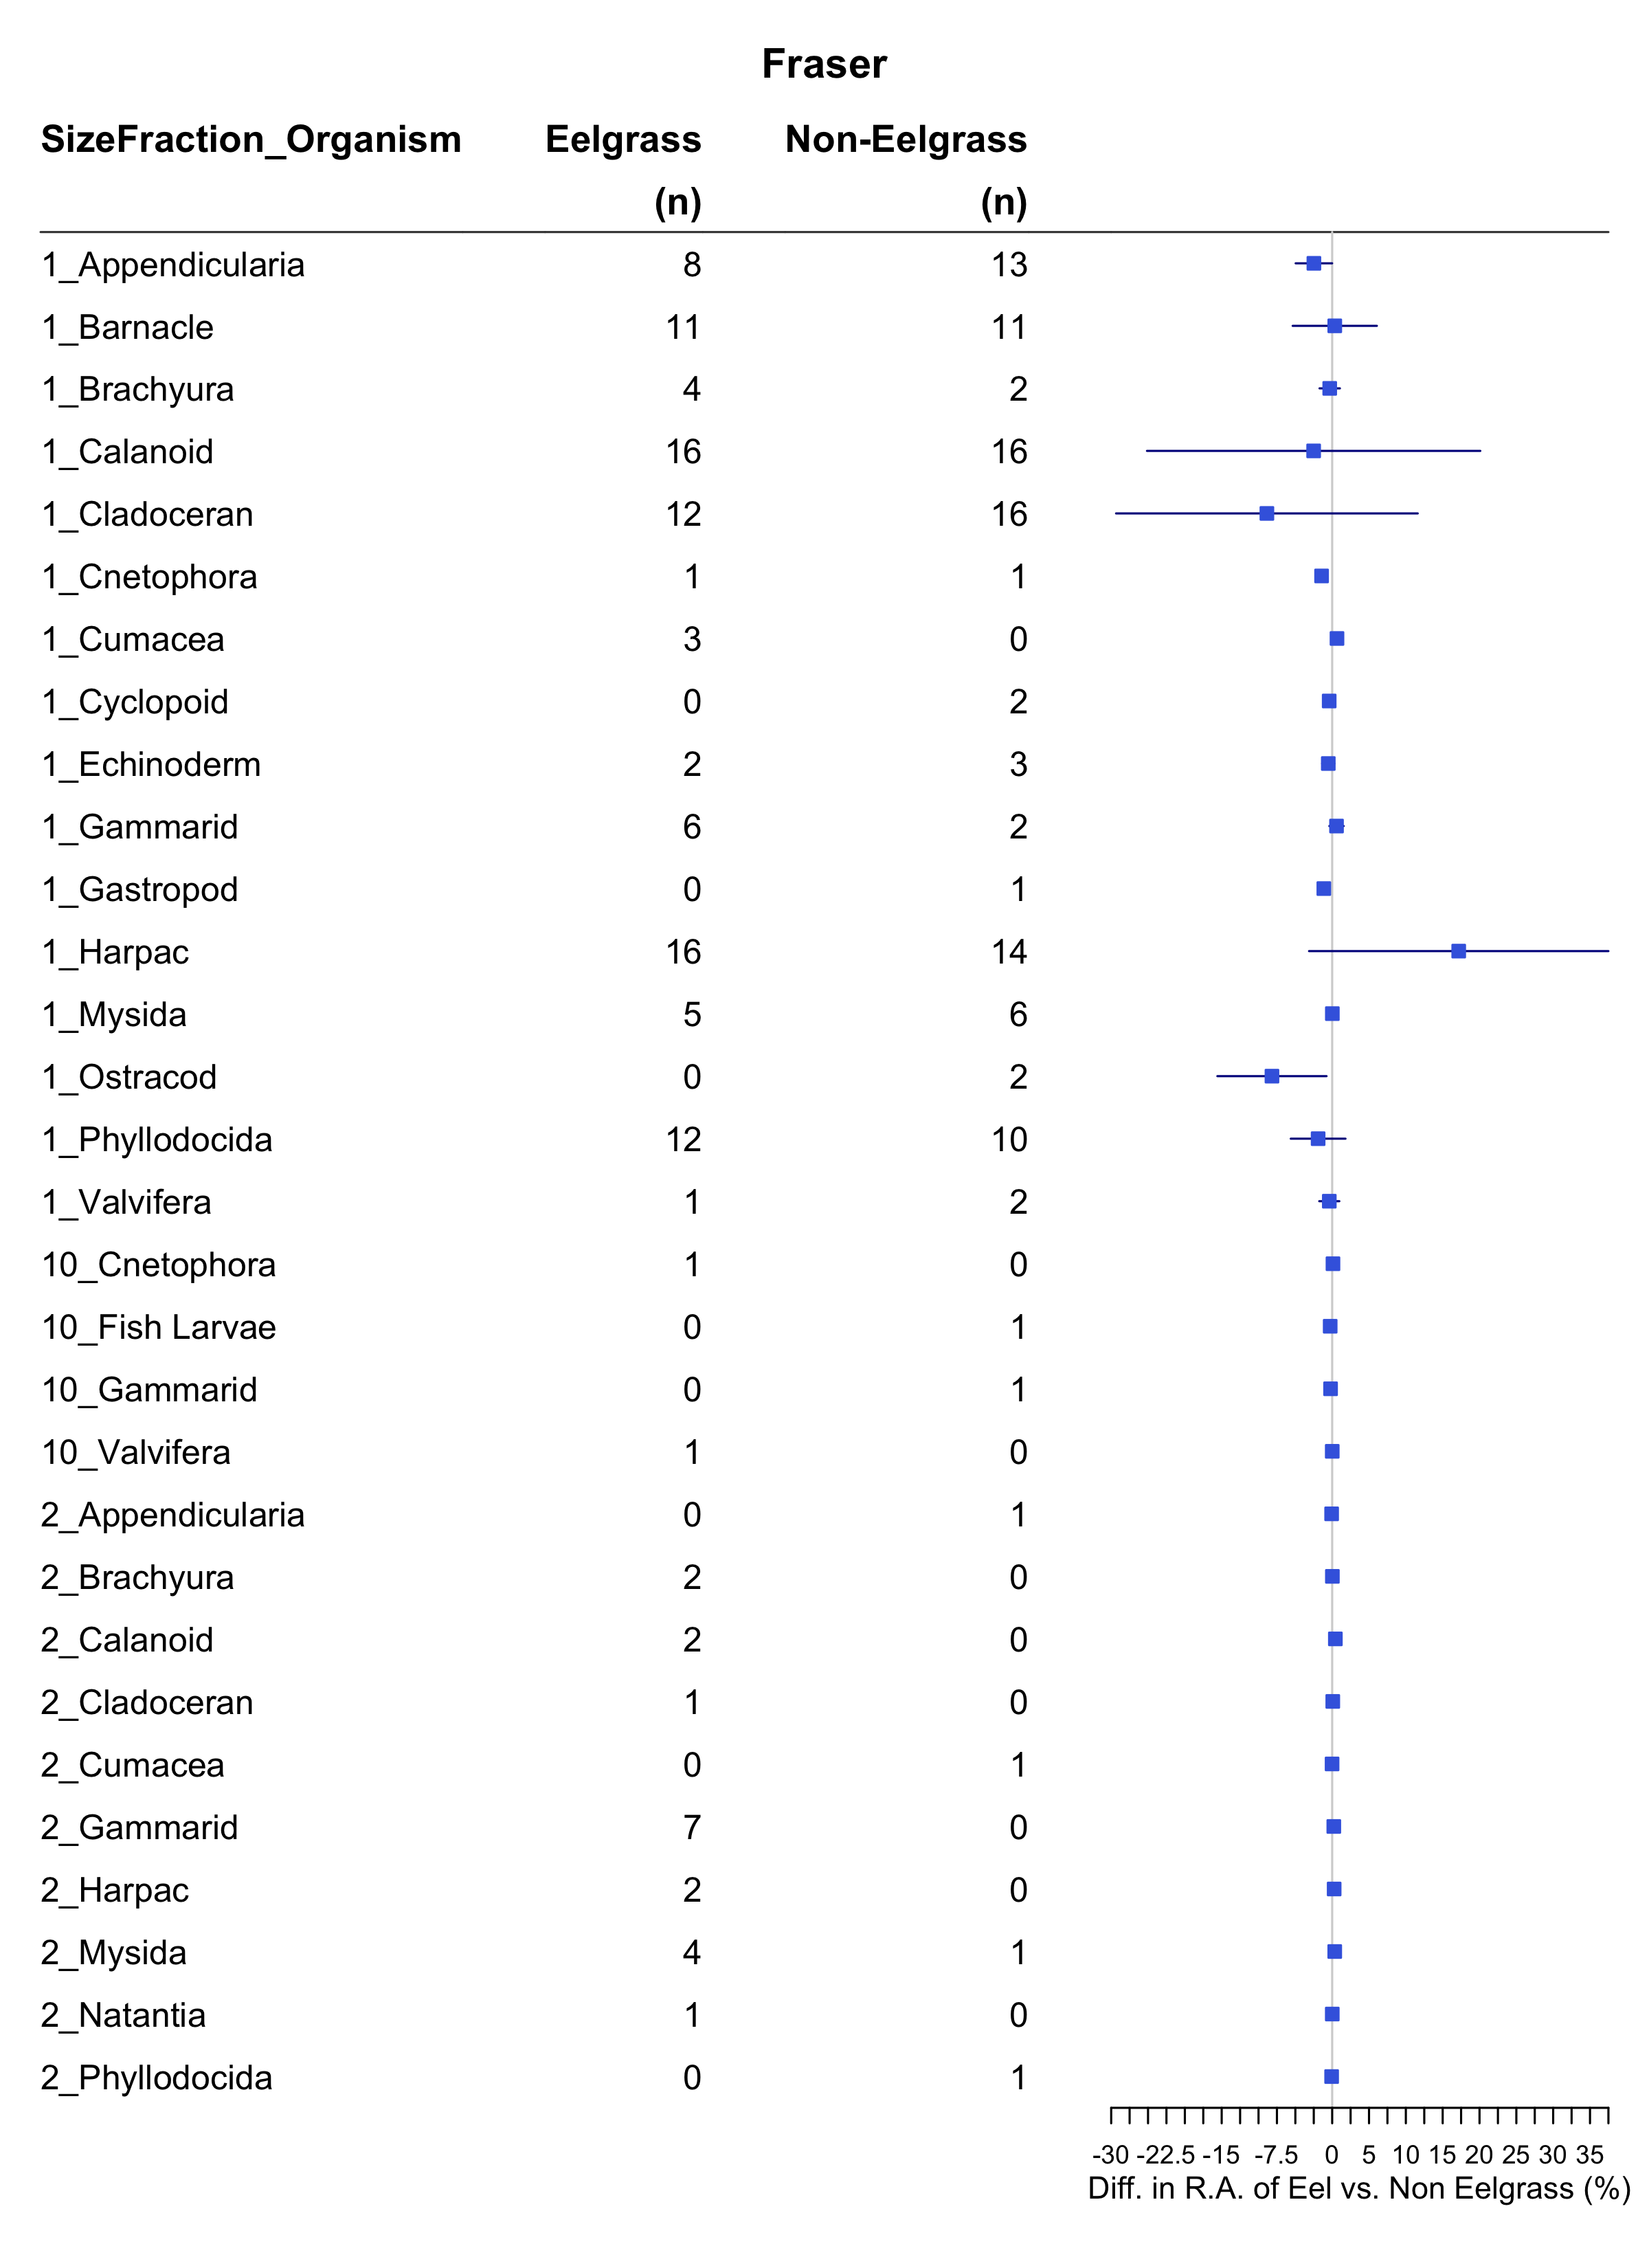 Fraser
SizeFraction_Organism Eelgrass Non-Eelgrass
(n) (n)
1_Appendicularia 8 13
1_Barnacle 11 11
1_Brachyura 4 2
1_Calanoid 16 16
1_Cladoceran 12 16
1_Cnetophora 1 1
1_Cumacea 3 0
1_Cyclopoid 0 2
1_Echinoderm 2 3
1_Gammarid 6 2
1_Gastropod 0 1
1_Harpac 16 14
1_Mysida 5 6
1_Ostracod 0 2
1_Phyllodocida 12 10
1_Valvifera 1 2
10_Cnetophora 1 0
10_Fish Larvae 0 1
10_Gammarid 0 1
10_Valvifera 1 0
2_Appendicularia 0 1
2_Brachyura 2 0
2_Calanoid 2 0
2_Cladoceran 1 0
2_Cumacea 0 1
2_Gammarid 7 0
2_Harpac 2 0
2_Mysida 4 1
2_Natantia 1 0
2_Phyllodocida 0 1
-30 -22.5 -15 -7.5 0 5 10 15 20 25 30 35
Diff. in R.A. of Eel vs. Non Eelgrass (%)